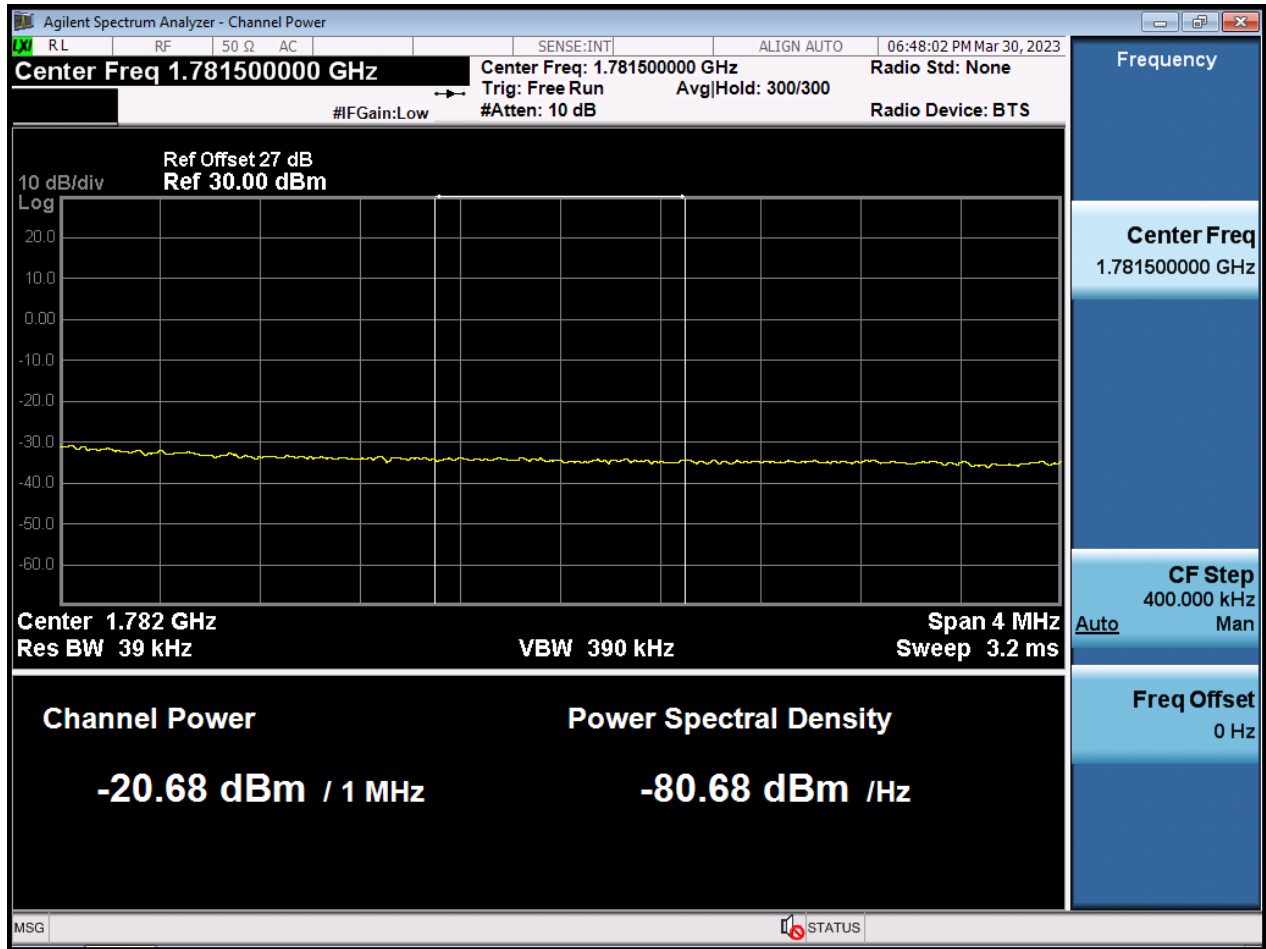 Agilent Spectrum Analyzer - Channel Power
LXI RL RF 50 Ω AC SENSE:INT ALIGN AUTO 06:48:02 PM Mar 30, 2023
Center Freq 1.781500000 GHz
#IFGain:Low
Center Freq: 1.781500000 GHz
Trig: Free Run Avg|Hold: 300/300
#Atten: 10 dB
Radio Std: None
Radio Device: BTS
Ref Offset 27 dB
10 dB/div Ref 30.00 dBm
Log
20.0
10.0
0.00
-10.0
-20.0
-30.0
-40.0
-50.0
-60.0
Center 1.782 GHz Span 4 MHz
Res BW 39 kHz VBW 390 kHz Sweep 3.2 ms
Channel Power Power Spectral Density
-20.68 dBm / 1 MHz -80.68 dBm /Hz
MSG STATUS
Frequency
Center Freq
1.781500000 GHz
CF Step
400.000 kHz
Auto Man
Freq Offset
0 Hz